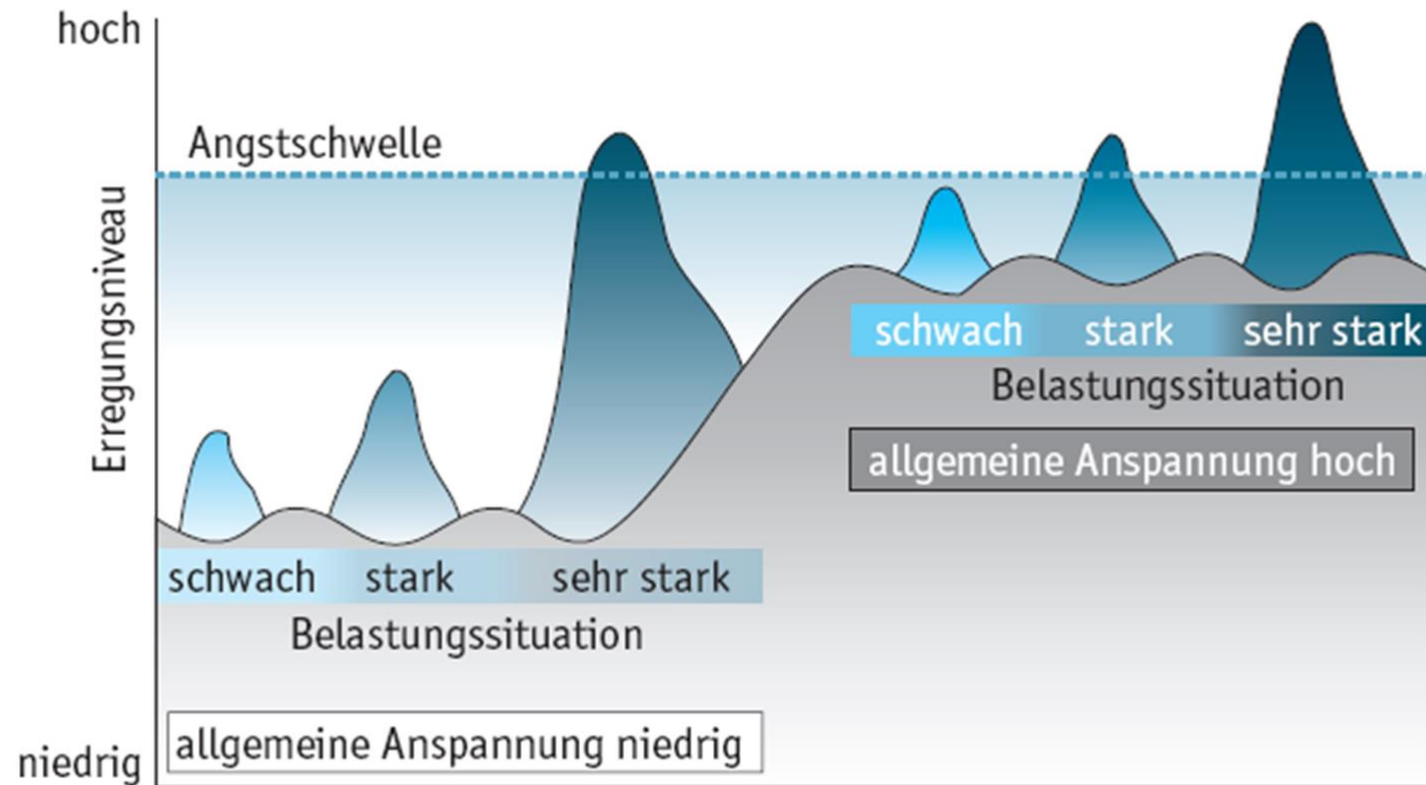 hoch
Angstschwelle
Erregungsniveau
schwach stark sehr stark
Belastungssituation
allgemeine Anspannung hoch
schwach stark sehr stark
Belastungssituation
allgemeine Anspannung niedrig
niedrig